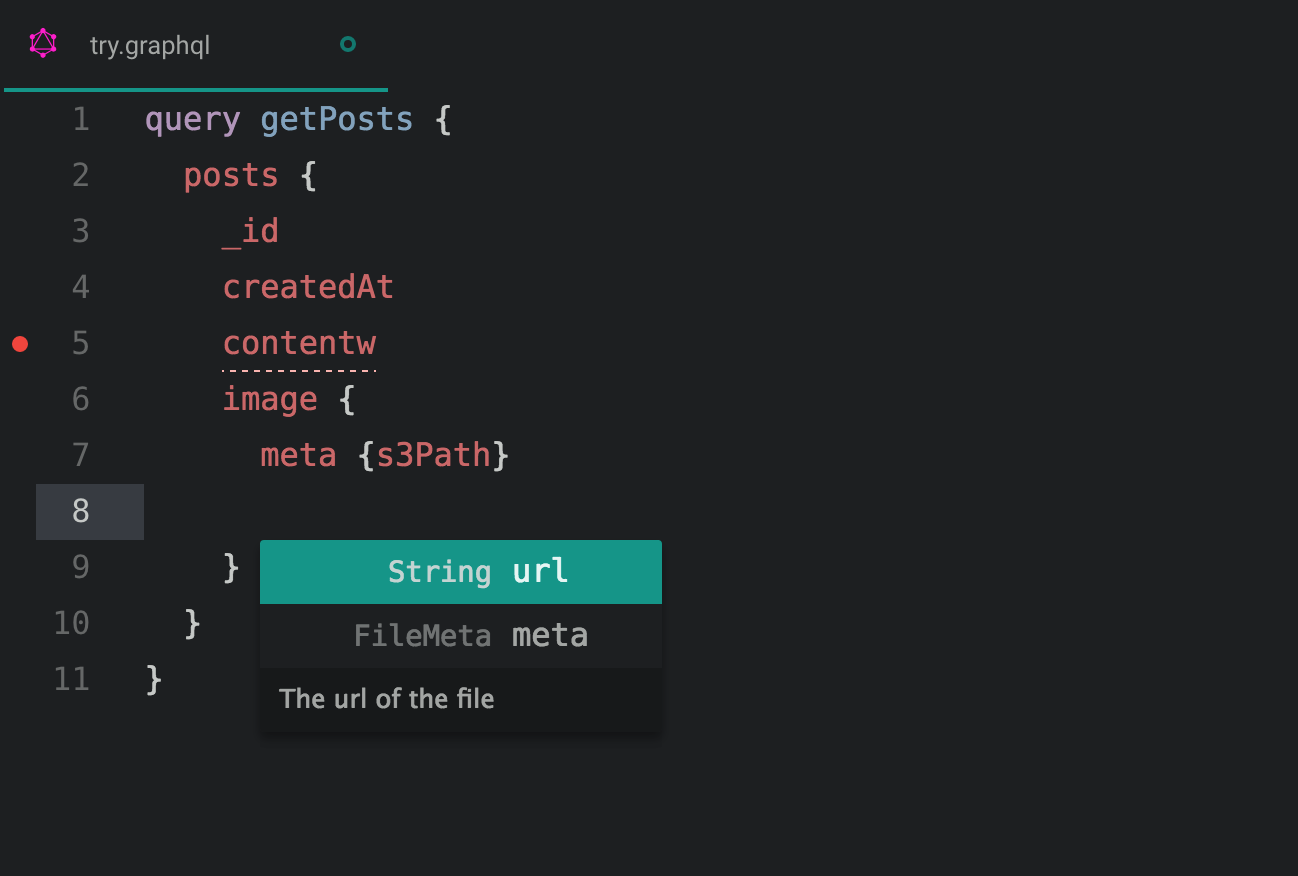 try.graphql
1 query getPosts {
2 posts {
3 _id
4 createdAt
5 contentw
6 image {
7 meta {s3Path}
8
9 }
String url
10 }
FileMeta meta
11 }
The url of the file